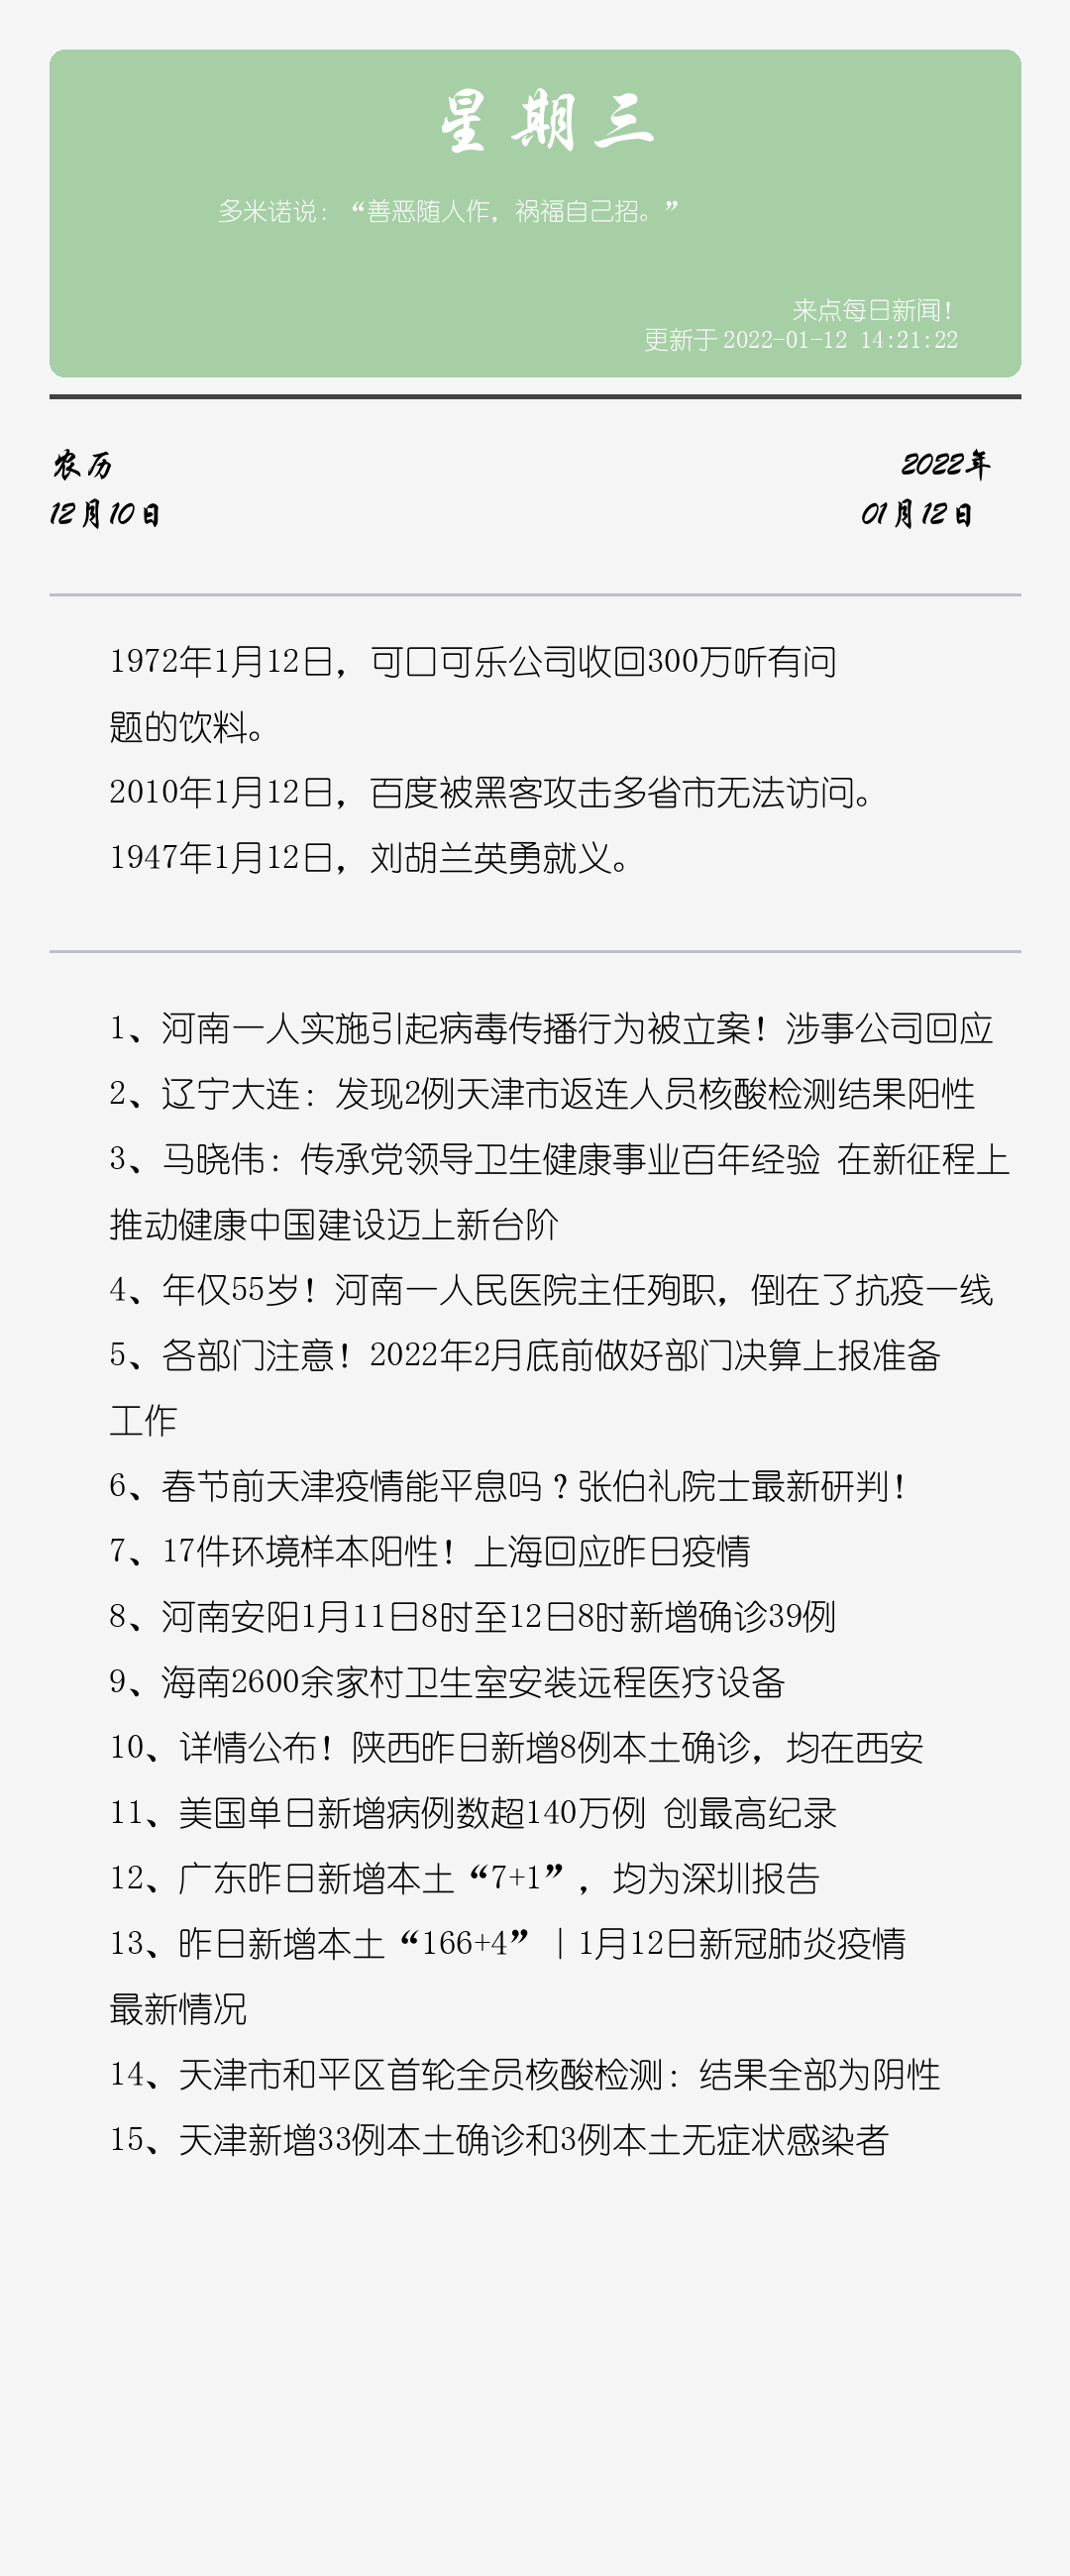 星期三
多米诺说：“善恶随人作，祸福自己招。”
来点每日新闻！
更新于 2022-01-12 14:21:22
农历
2022年
12月10日
01月12日
1972年1月12日，可口可乐公司收回300万听有问
题的饮料。
2010年1月12日，百度被黑客攻击多省市无法访问。
1947年1月12日，刘胡兰英勇就义。
1、河南一人实施引起病毒传播行为被立案！涉事公司回应
2、辽宁大连：发现2例天津市返连人员核酸检测结果阳性
3、马晓伟：传承党领导卫生健康事业百年经验 在新征程上
推动健康中国建设迈上新台阶
4、年仅55岁！河南一人民医院主任殉职，倒在了抗疫一线
5、各部门注意！2022年2月底前做好部门决算上报准备
工作
6、春节前天津疫情能平息吗？张伯礼院士最新研判！
7、17件环境样本阳性！上海回应昨日疫情
8、河南安阳1月11日8时至12日8时新增确诊39例
9、海南2600余家村卫生室安装远程医疗设备
10、详情公布！陕西昨日新增8例本土确诊，均在西安
11、美国单日新增病例数超140万例 创最高纪录
12、广东昨日新增本土“7+1”，均为深圳报告
13、昨日新增本土“166+4”｜1月12日新冠肺炎疫情
最新情况
14、天津市和平区首轮全员核酸检测：结果全部为阴性
15、天津新增33例本土确诊和3例本土无症状感染者